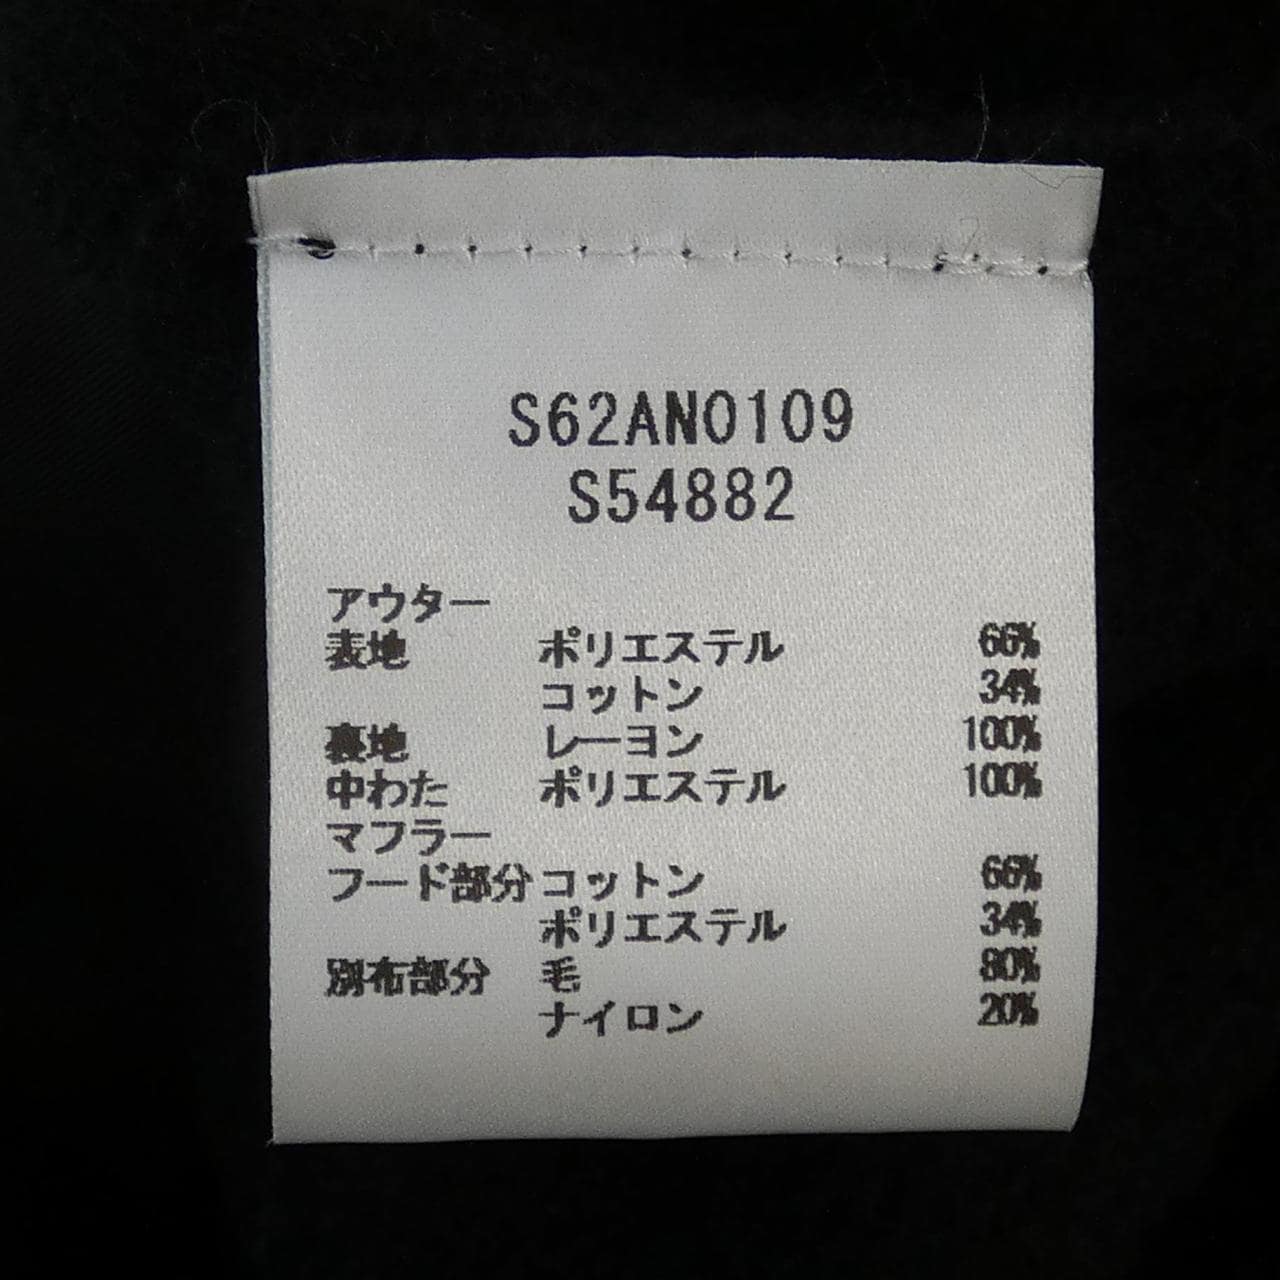 S62AN0109
S54882
アウター
表地 ポリエステル 66%
コットン 34%
裏地 レーヨン 100%
中わた ポリエステル 100%
マフラー
フード部分 コットン 66%
ポリエステル 34%
別布部分 毛 80%
ナイロン 20%